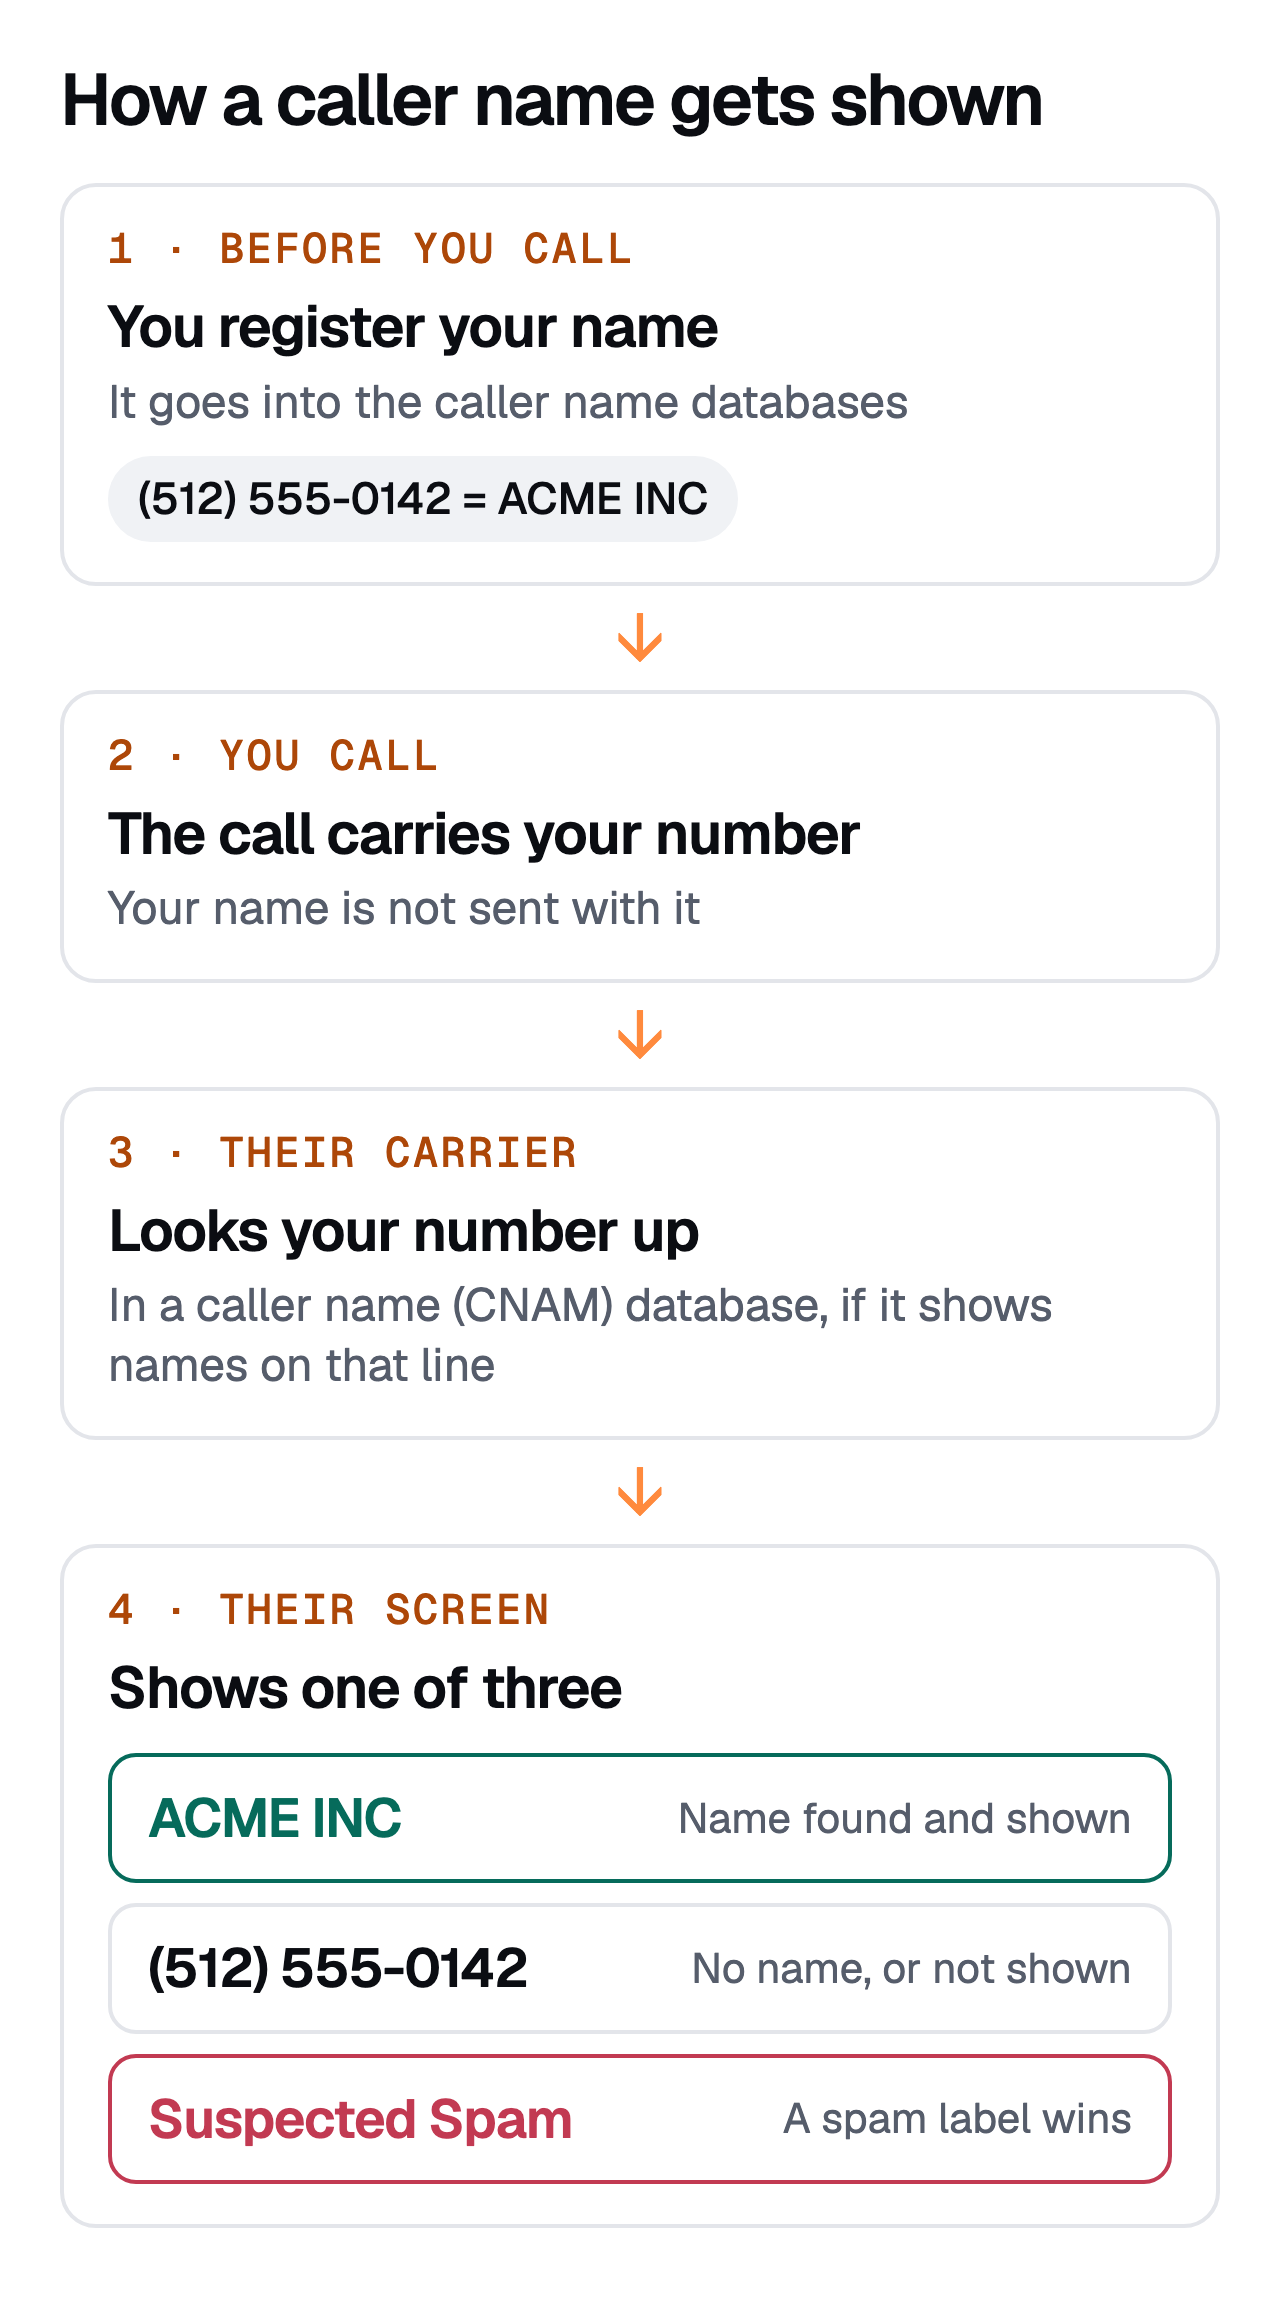 How a caller name gets shown
1 · BEFORE YOU CALL
You register your name
It goes into the caller name databases
(512) 555-0142 = ACME INC
2 · YOU CALL
The call carries your number
Your name is not sent with it
3 · THEIR CARRIER
Looks your number up
In a caller name (CNAM) database, if it shows
names on that line
4 · THEIR SCREEN
Shows one of three
ACME INC Name found and shown
(512) 555-0142 No name, or not shown
Suspected Spam A spam label wins